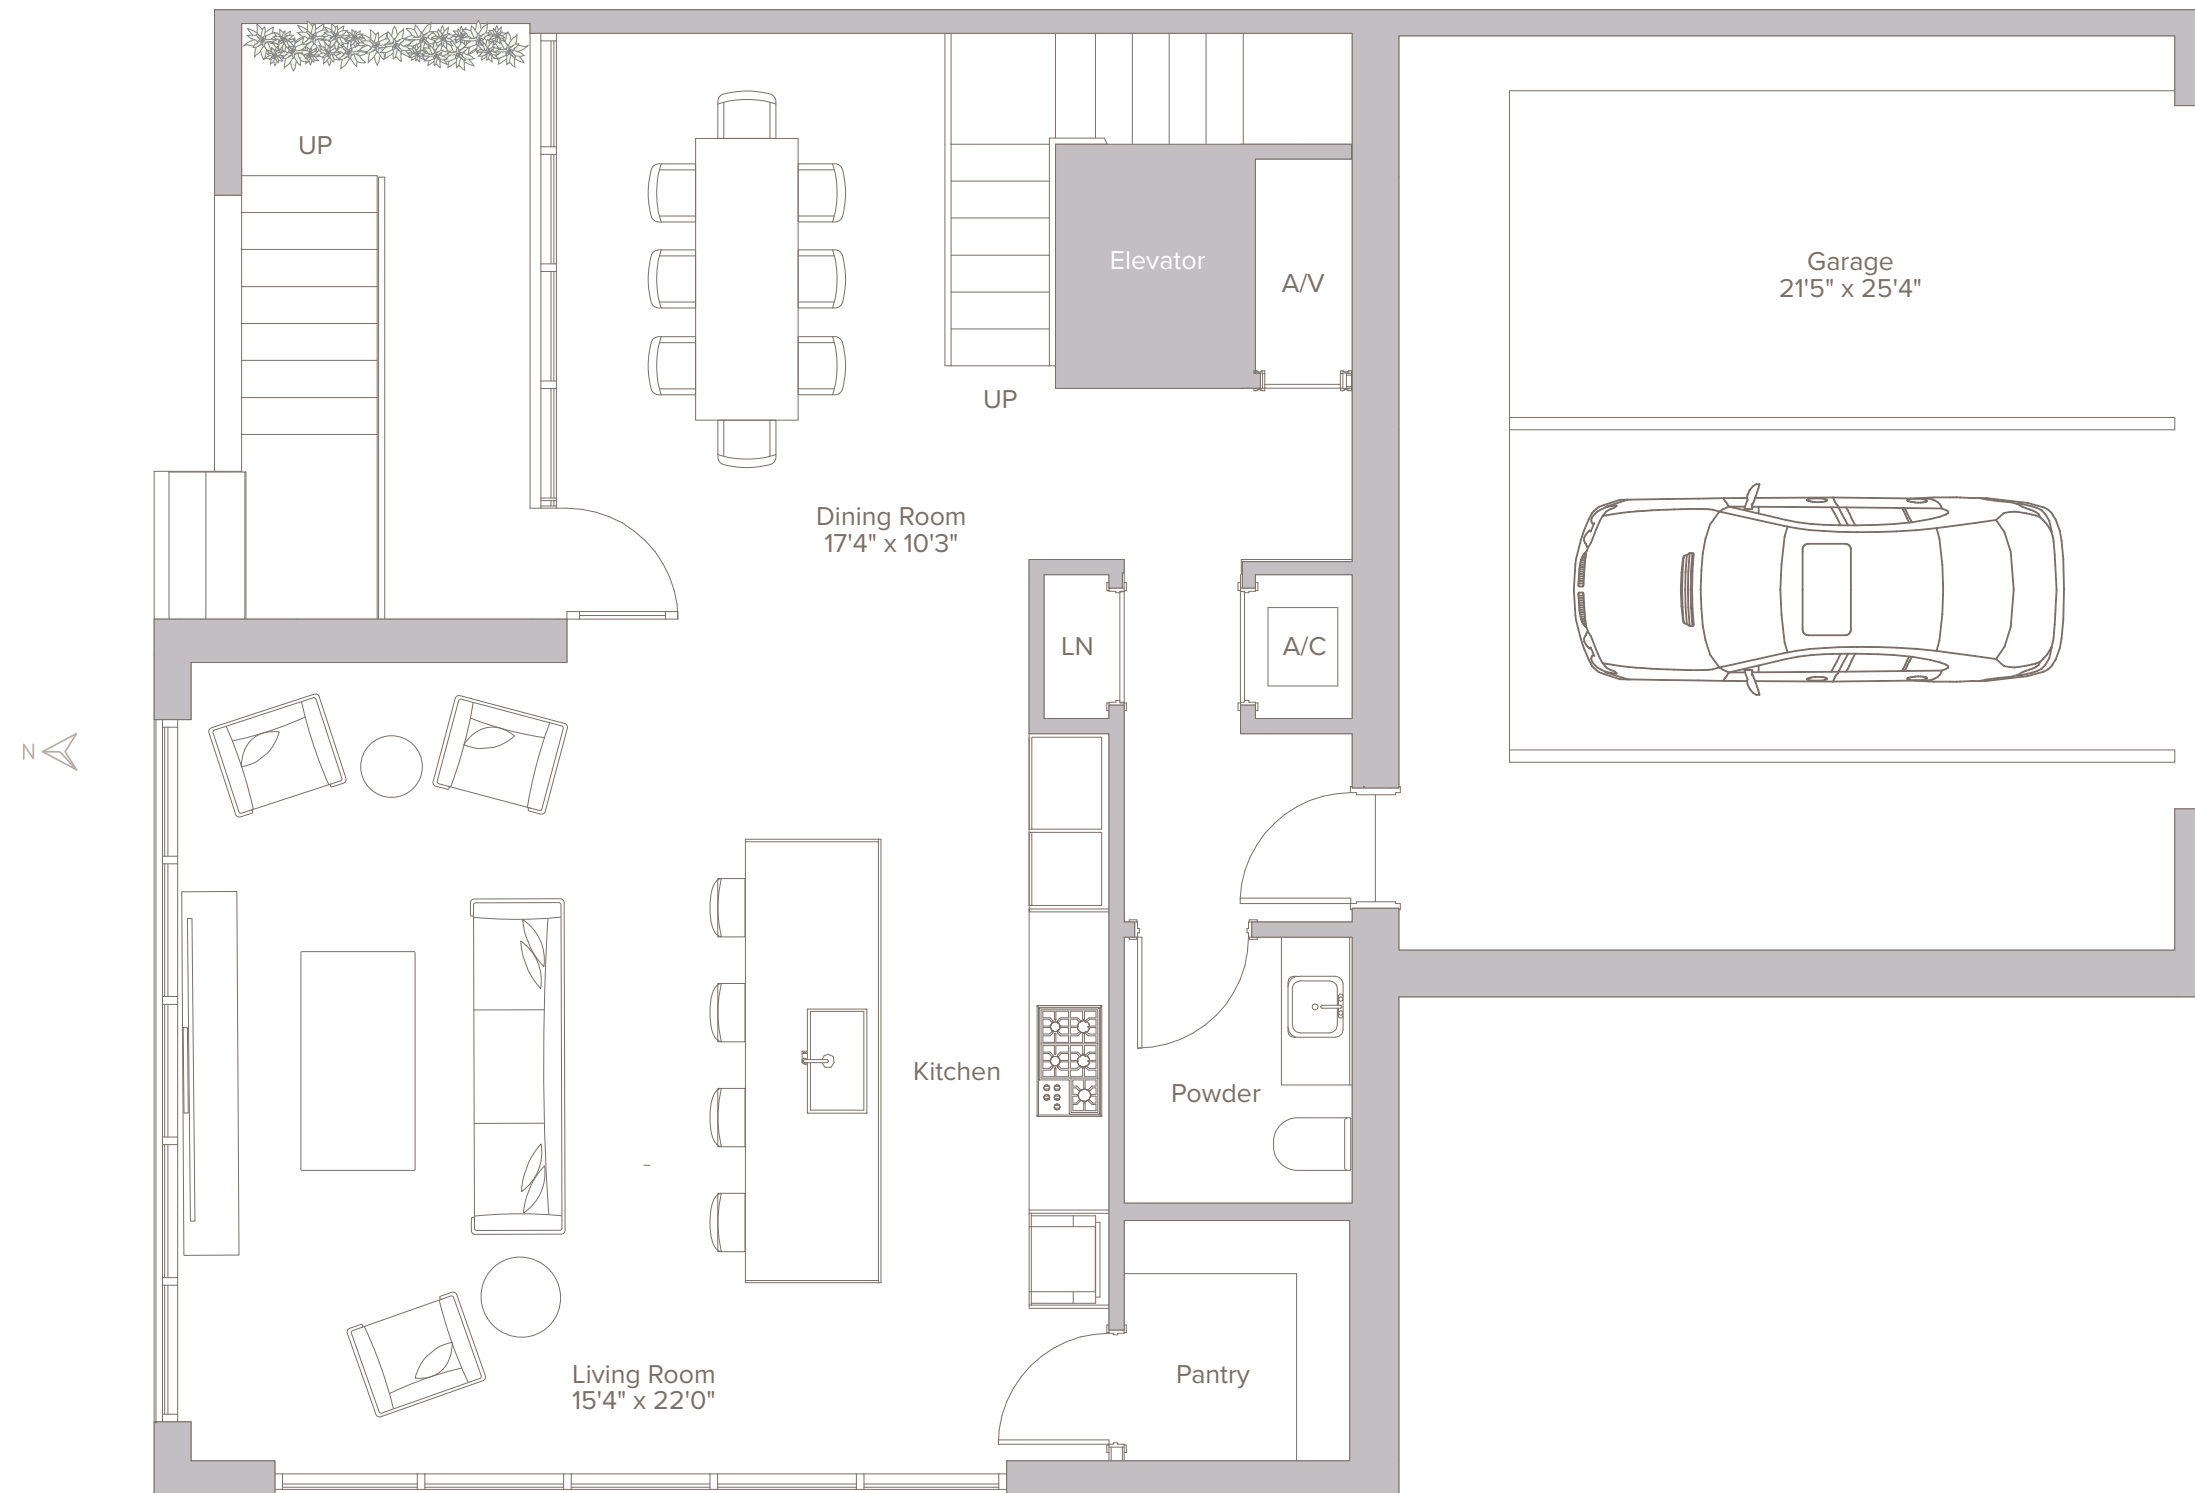 UP
Elevator
A/V
Garage
21'5" x 25'4"
UP
Dining Room
17'4" x 10'3"
LN
A/C
N
Kitchen
Powder
Living Room
15'4" x 22'0"
Pantry